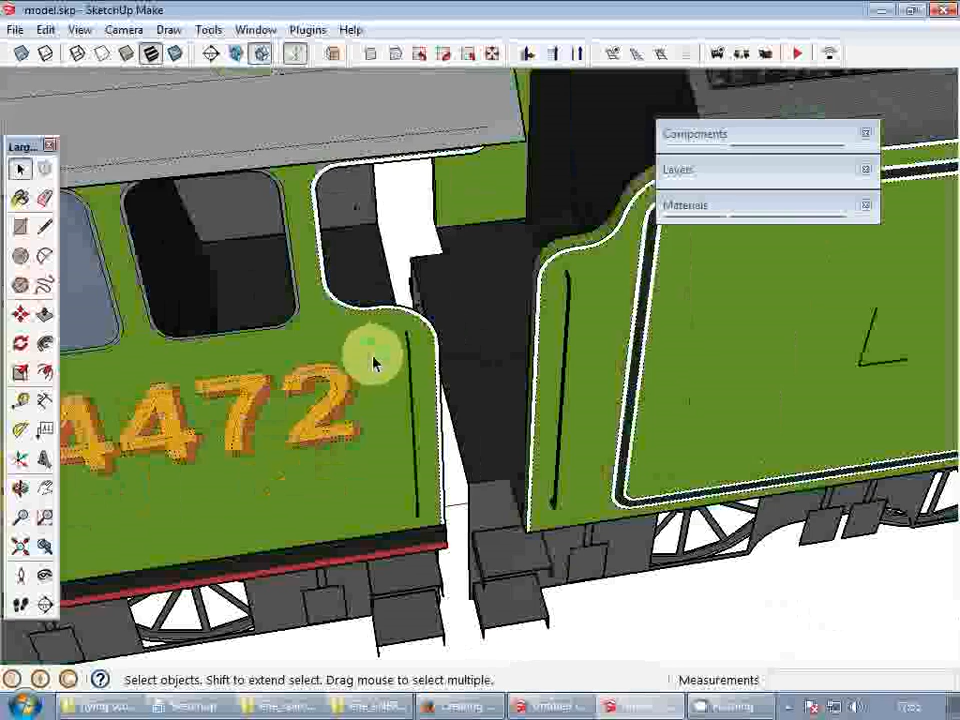 model.skp - SketchUp Make
File Edit View Camera Draw Tools Window Plugins Help
Larg...
Components
Layers
Materials
4472
Select objects. Shift to extend select. Drag mouse to select multiple.
Measurements